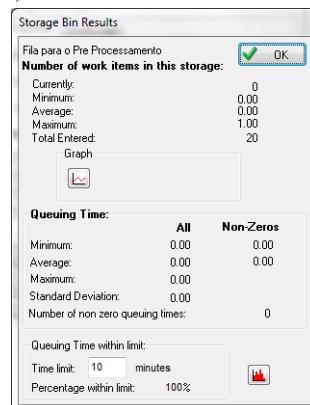 Storage Bin Results
Fila para o Pre Processamento
OK
Number of work items in this storage:
Currently: 0
Minimum: 0.00
Average: 0.00
Maximum: 1.00
Total Entered: 20
Graph
Queuing Time:
All Non-Zeros
Minimum: 0.00 0.00
Average: 0.00 0.00
Maximum: 0.00
Standard Deviation: 0.00
Number of non zero queuing times: 0
Queuing Time within limit:
Time limit: 10 minutes
Percentage within limit: 100%